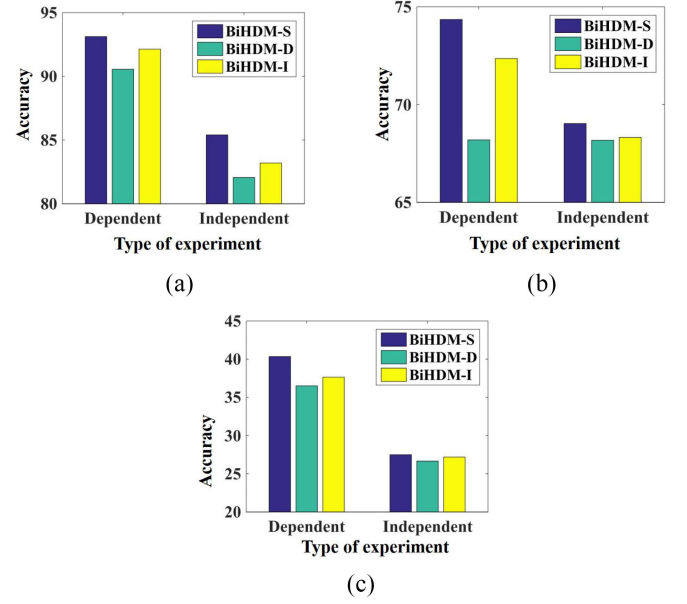 95
90
85
80
Accuracy
BiHDM-S
BiHDM-D
BiHDM-I
Dependent Independent
Type of experiment
(a)
75
70
65
Accuracy
BiHDM-S
BiHDM-D
BiHDM-I
Dependent Independent
Type of experiment
(b)
45
40
35
30
25
20
Accuracy
BiHDM-S
BiHDM-D
BiHDM-I
Dependent Independent
Type of experiment
(c)